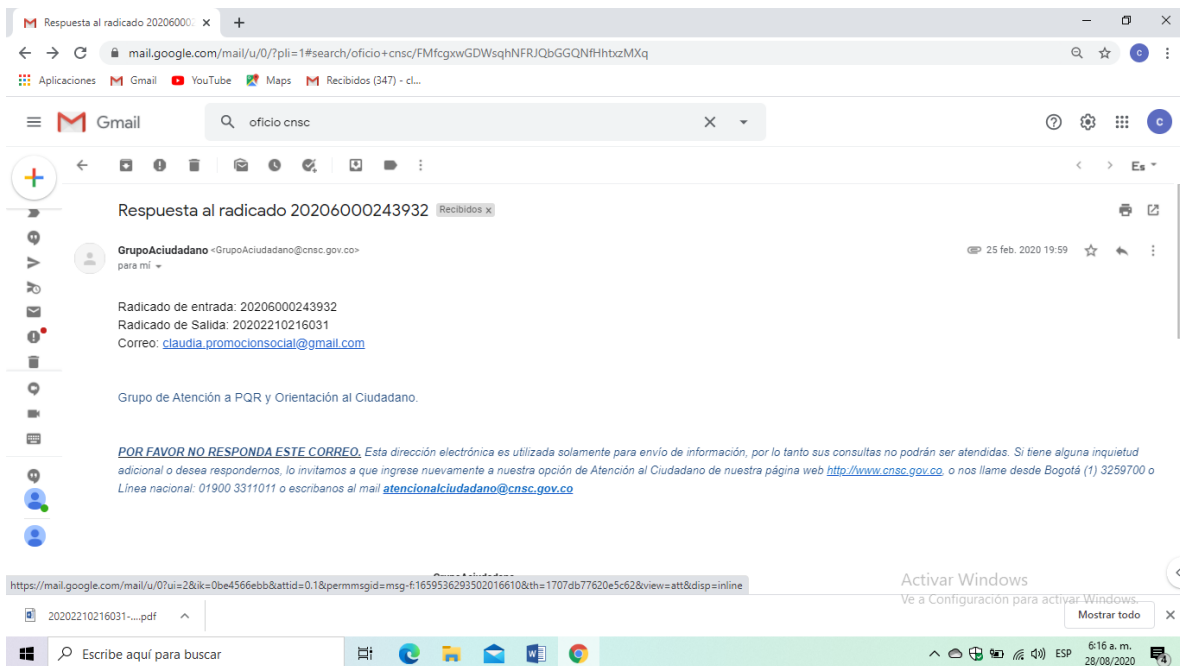 Respuesta al radicado 20206000
mail.google.com/mail/u/0/?pli=1#search/oficio+cnsc/FMfcgxwGDWsqhNFRJQbGGQNfHhtxzMXq
c
Aplicaciones Gmail YouTube Maps Recibidos (347) - cl...
Gmail oficio cnsc
c
Es
Respuesta al radicado 20206000243932 Recibidos x
GrupoAciudadano <GrupoAciudadano@cnsc.gov.co> 25 feb. 2020 19:59
para mí
Radicado de entrada: 20206000243932
Radicado de Salida: 20202210216031
Correo: claudia.promocionsocial@gmail.com
Grupo de Atención a PQR y Orientación al Ciudadano.
POR FAVOR NO RESPONDA ESTE CORREO. Esta dirección electrónica es utilizada solamente para envío de información, por lo tanto sus consultas no podrán ser atendidas. Si tiene alguna inquietud
adicional o desea respondernos, lo invitamos a que ingrese nuevamente a nuestra opción de Atención al Ciudadano de nuestra página web http://www.cnsc.gov.co, o nos llame desde Bogotá (1) 3259700 o
Línea nacional: 01900 3311011 o escribanos al mail atencionalciudadano@cnsc.gov.co
https://mail.google.com/mail/u/0?ui=2&ik=0be4566ebb&attid=0.1&permmsgid=msg-f:1659536293502016610&th=1707db77620e5c62&view=att&disp=inline
Activar Windows
Ve a Configuración para activar Windows.
20202210216031-....pdf Mostrar todo
Escribe aquí para buscar
ESP
6:16 a. m.
28/08/2020
4